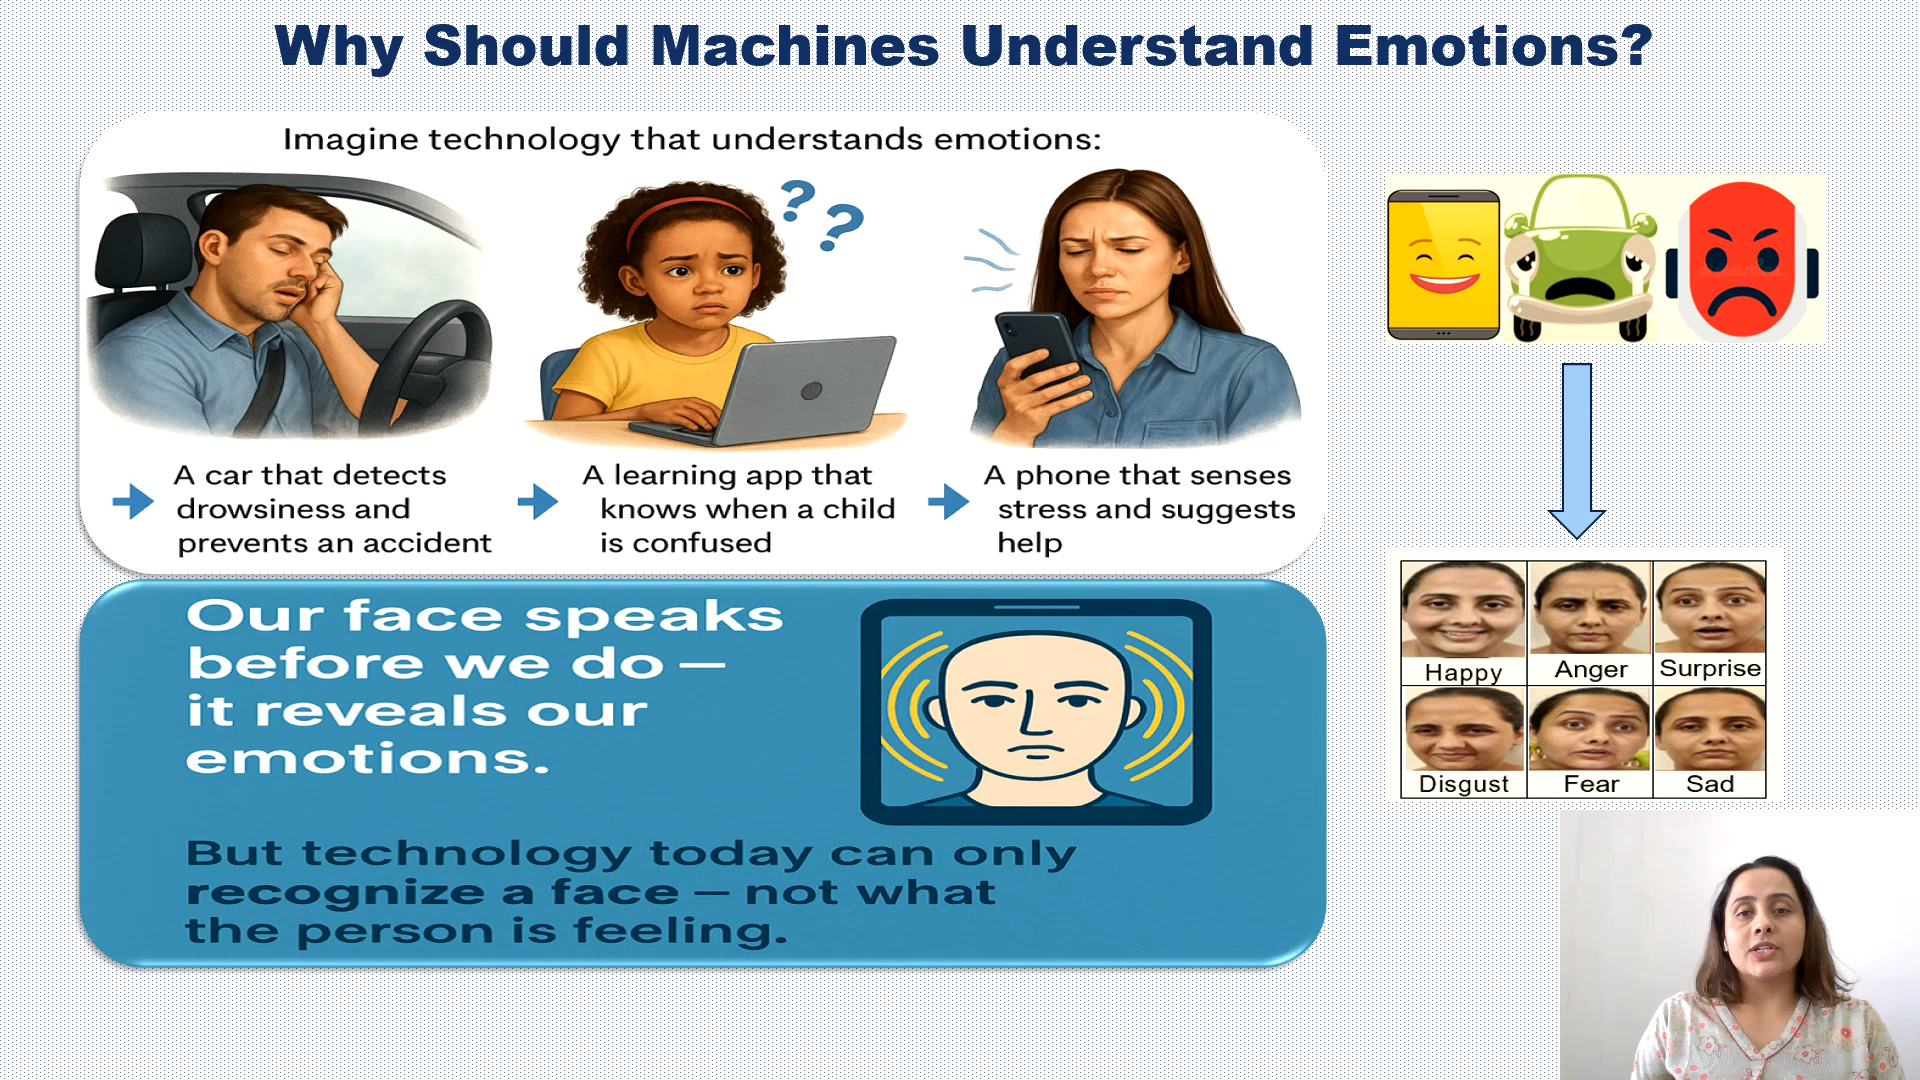 Why Should Machines Understand Emotions?
Imagine technology that understands emotions:
A car that detects
drowsiness and
prevents an accident
A learning app that
knows when a child
is confused
A phone that senses
stress and suggests
help
? ?
Our face speaks
before we do —
it reveals our
emotions.
But technology today can only
recognize a face — not what
the person is feeling.
Happy
Anger
Surprise
Disgust
Fear
Sad